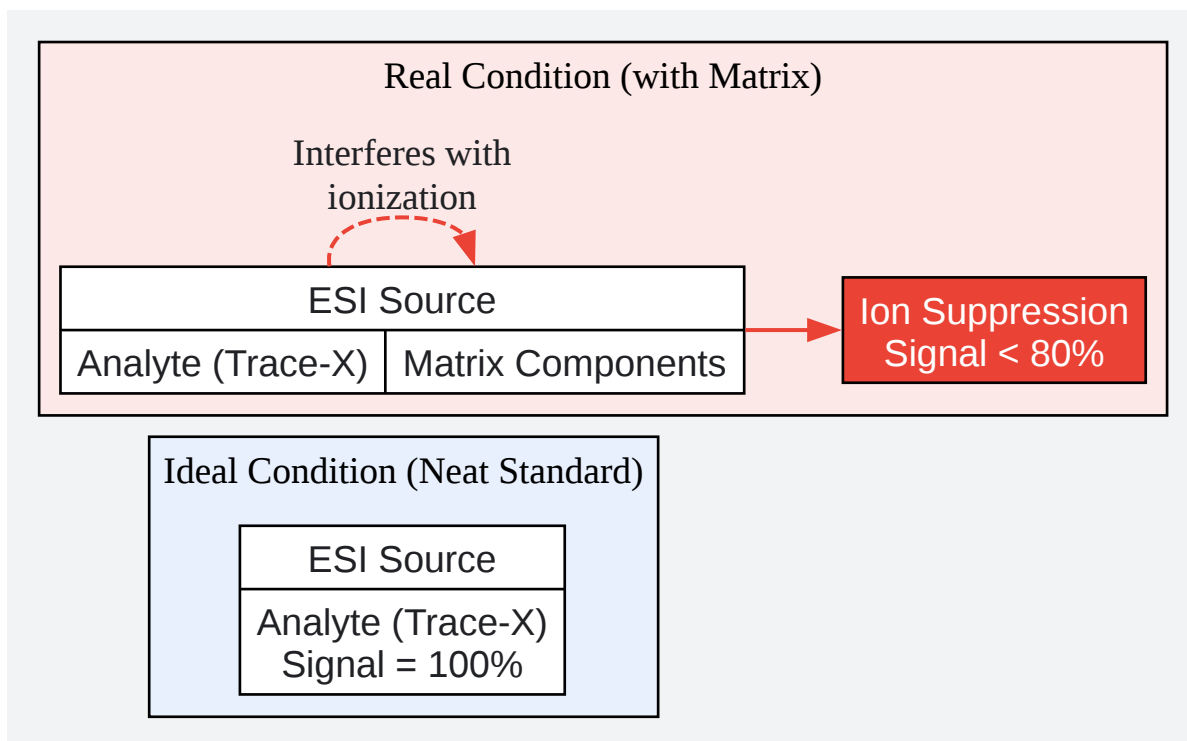 Real Condition (with Matrix)
Interferes with
ionization
ESI Source
Analyte (Trace-X)
Matrix Components
Ion Suppression
Signal < 80%
Ideal Condition (Neat Standard)
ESI Source
Analyte (Trace-X)
Signal = 100%